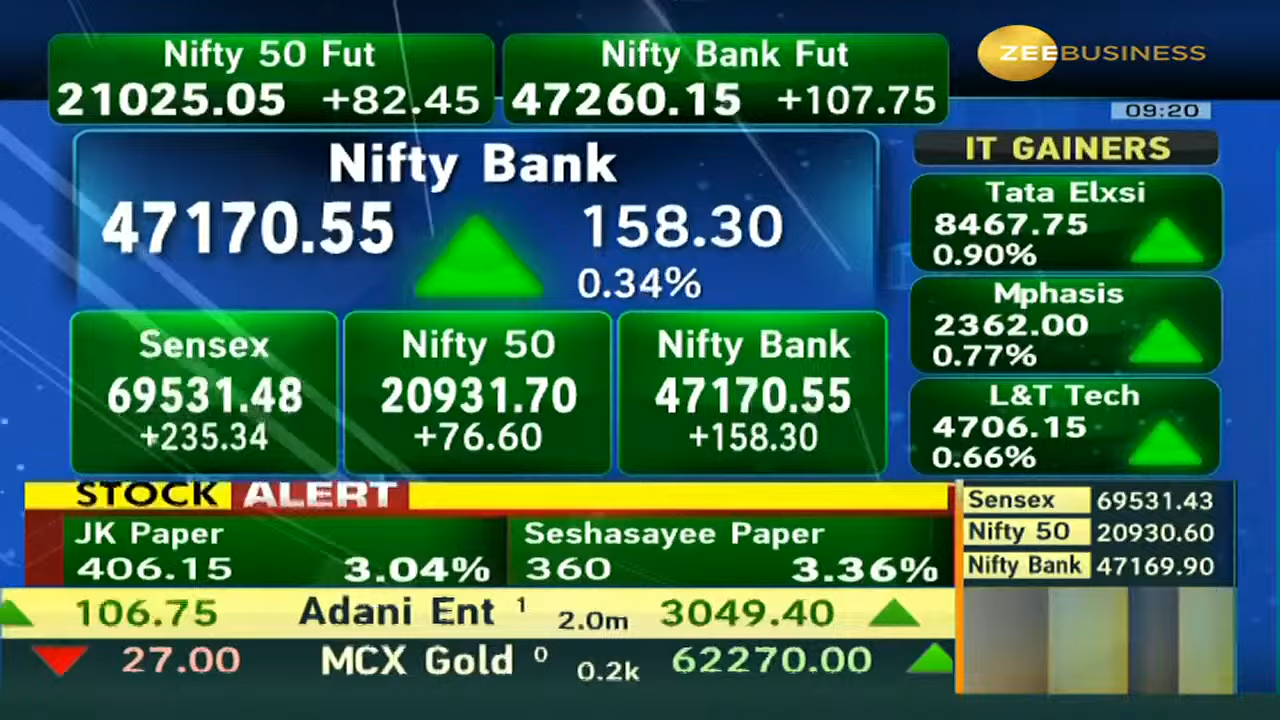 Nifty 50 Fut
21025.05 +82.45
Nifty Bank Fut
47260.15 +107.75
ZEEBUSINESS
09:20
Nifty Bank
47170.55
158.30
0.34%
Sensex
69531.48
+235.34
Nifty 50
20931.70
+76.60
Nifty Bank
47170.55
+158.30
IT GAINERS
Tata Elxsi
8467.75
0.90%
Mphasis
2362.00
0.77%
L&T Tech
4706.15
0.66%
STOCK ALERT
JK Paper
406.15 3.04%
Seshasayee Paper
360 3.36%
Sensex 69531.43
Nifty 50 20930.60
Nifty Bank 47169.90
106.75 Adani Ent 1 2.0m 3049.40
27.00 MCX Gold 0 0.2k 62270.00